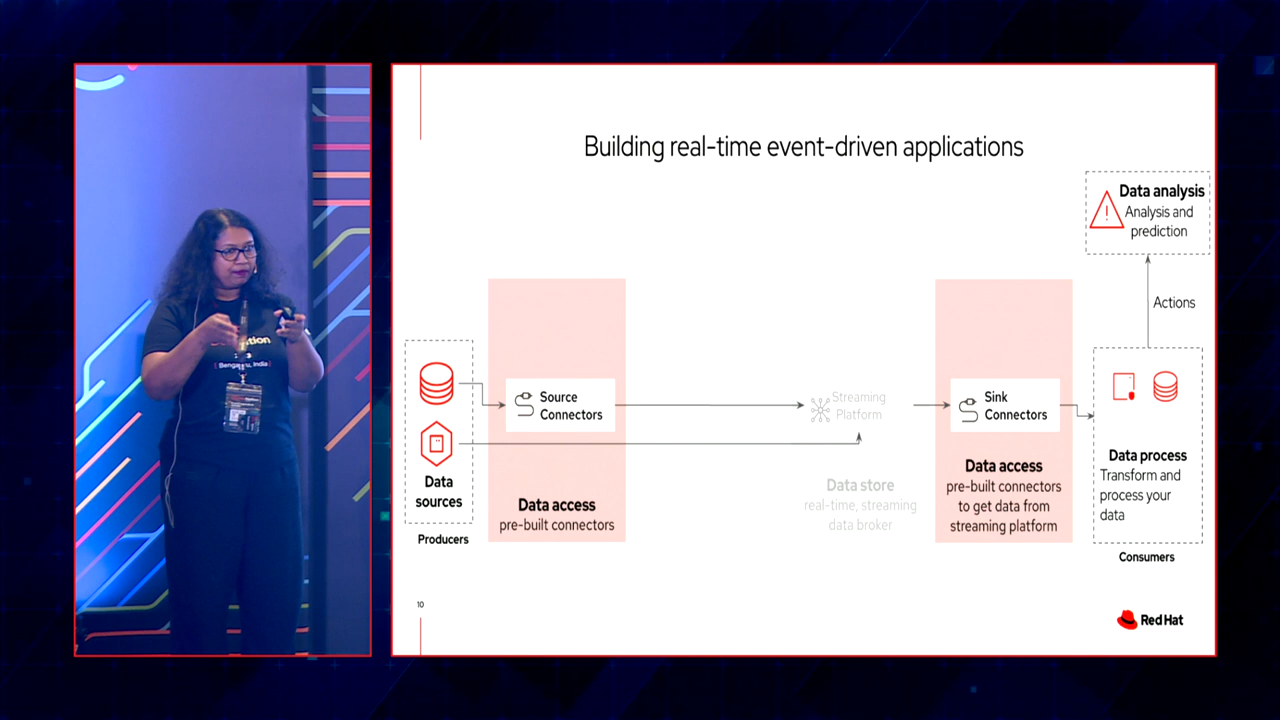 Building real-time event-driven applications
Data analysis
Analysis and
prediction
Actions
Source
Connectors
Streaming
Platform
Sink
Connectors
Data
sources
Producers
Data access
pre-built connectors
Data store
real-time, streaming
data broker
Data access
pre-built connectors
to get data from
streaming platform
Data process
Transform and
process your
data
Consumers
10
Red Hat
India